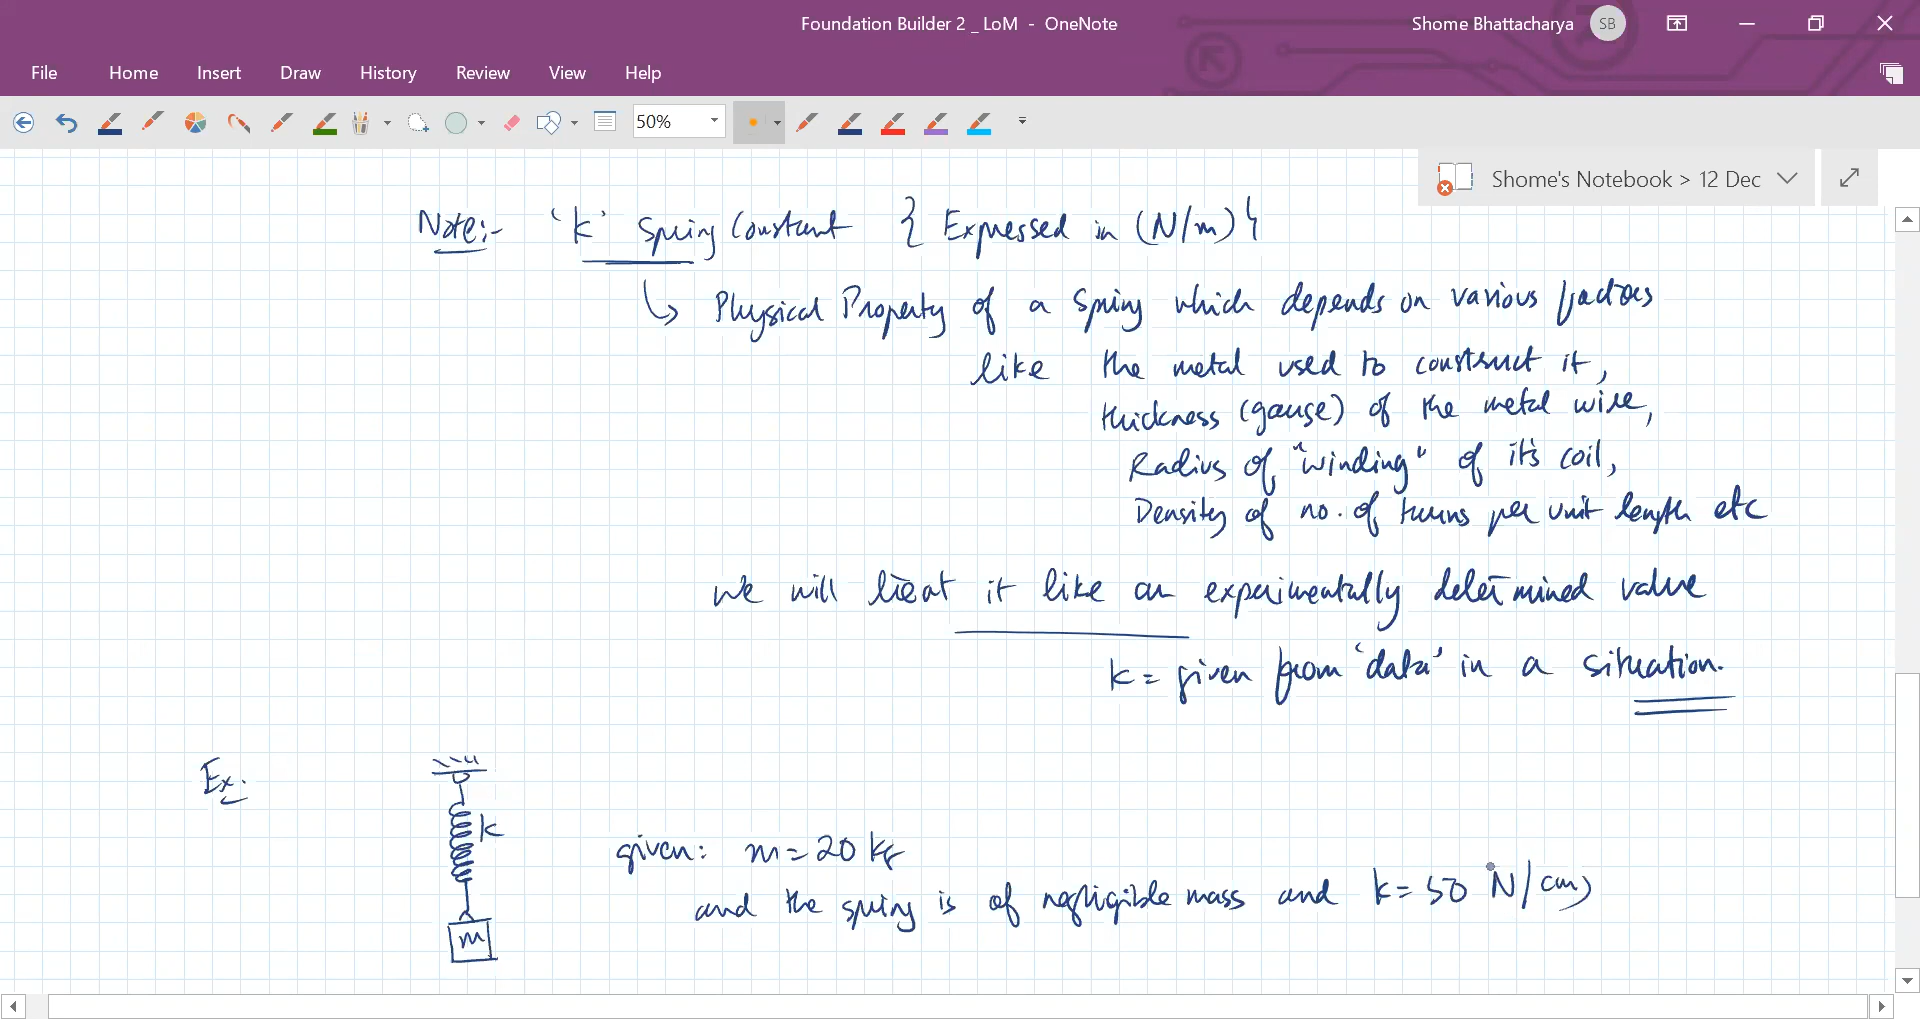 Foundation Builder 2 _ LoM - OneNote
Shome Bhattacharya SB
File Home Insert Draw History Review View Help
50%
Shome's Notebook > 12 Dec
Note:- 'k' Spring Constant { Expressed in (N/m) }
↳ Physical Property of a Spring which depends on various factors
like the metal used to construct it,
thickness (gause) of the metal wire,
Radius of "winding" of it's coil,
Density of no. of turns per unit length etc
We will treat it like an experimentally determined value
k = given from 'data' in a situation.
Ex.
k
given: m = 20 kg
and the spring is of negligible mass and k = 50 N/cm
m